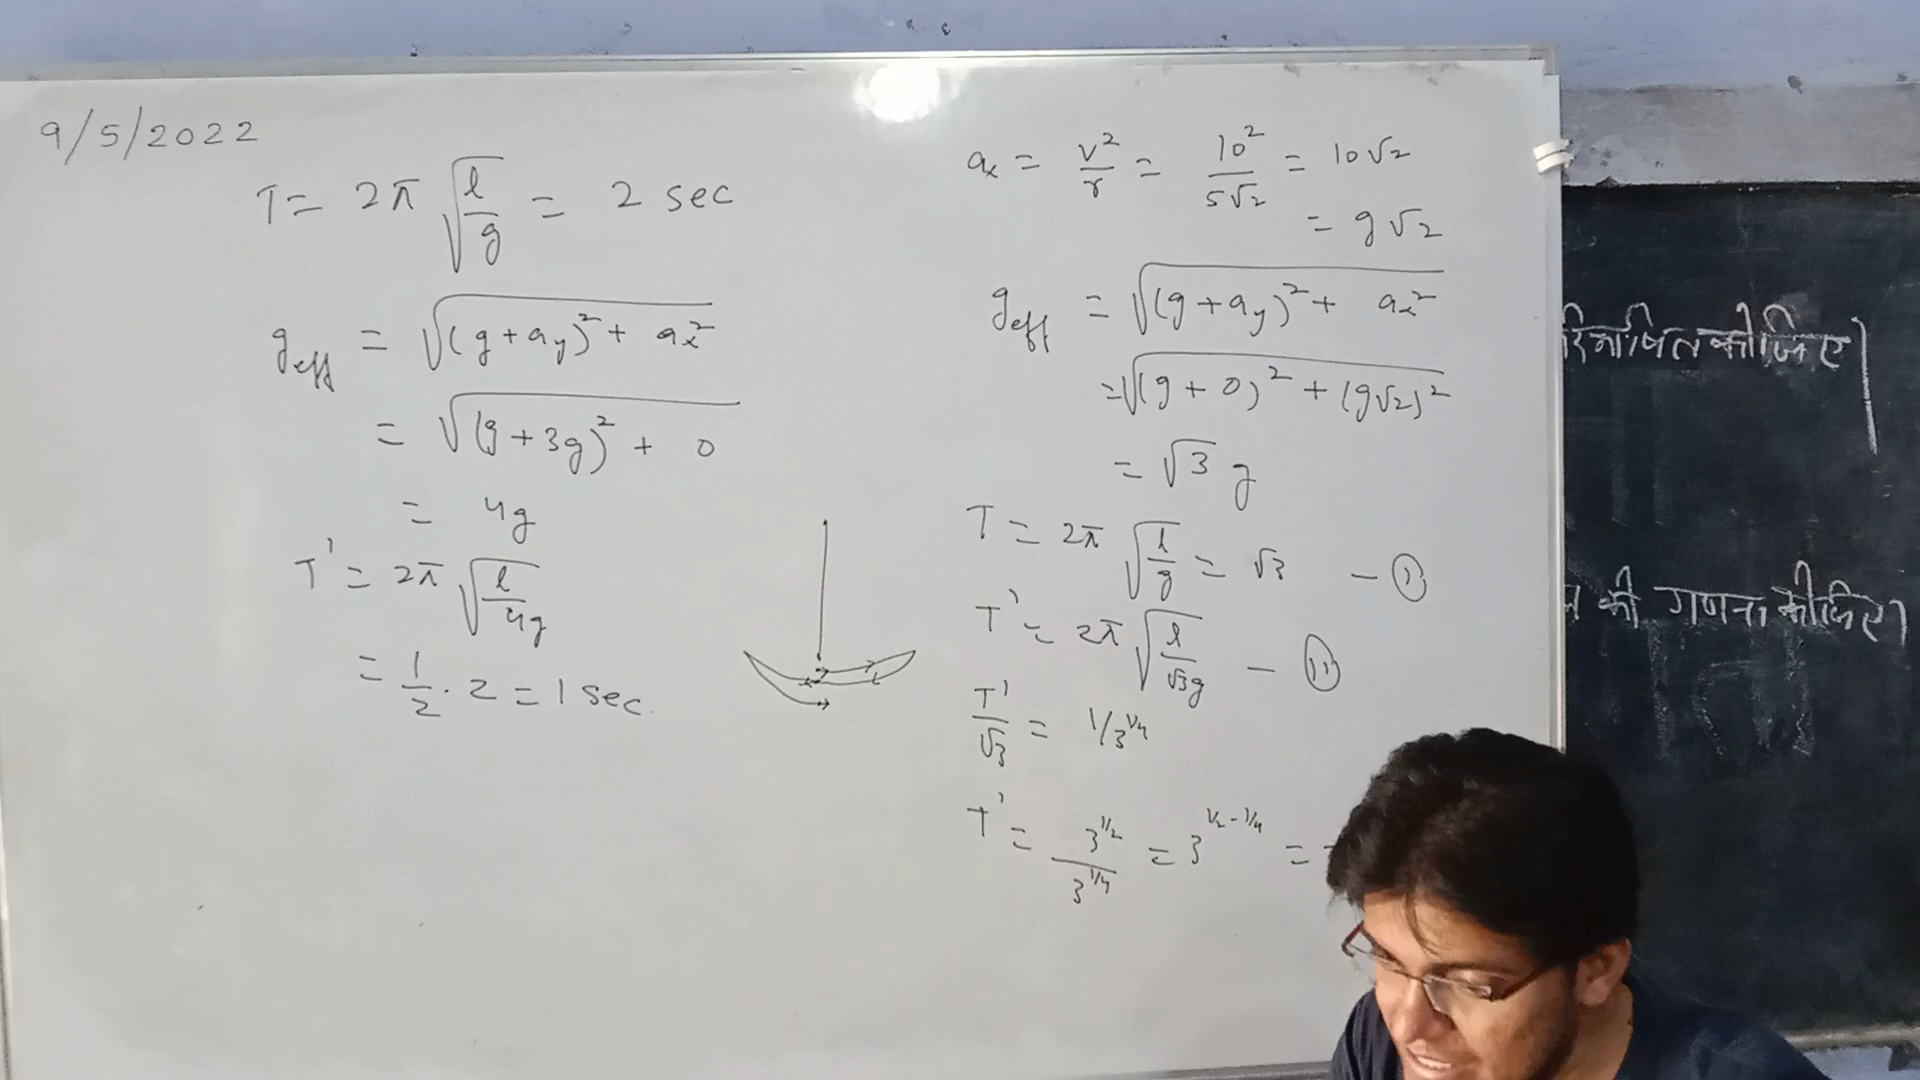 9/5/2022
T = 2π √(l/g) = 2 sec
g_eff = √((g + a_y)² + a_x²)
= √((g + 3g)² + 0
= 4g
T' = 2π √(l/4g)
= 1/2 · 2 = 1 sec.
a_x = v²/r = 10²/5√2 = 10√2
= g√2
g_eff = √((g + a_y)² + a_x²
= √((g + 0)² + (g√2)²
= √3 g
T = 2π √(l/g) = √3 — (i)
T' = 2π √(l/√3g) — (ii)
T'/√3 = 1/3^1/4
T' = 3^1/2 / 3^1/4 = 3^1/2-1/4 =
कीजिए।
की गणना कीजिए।